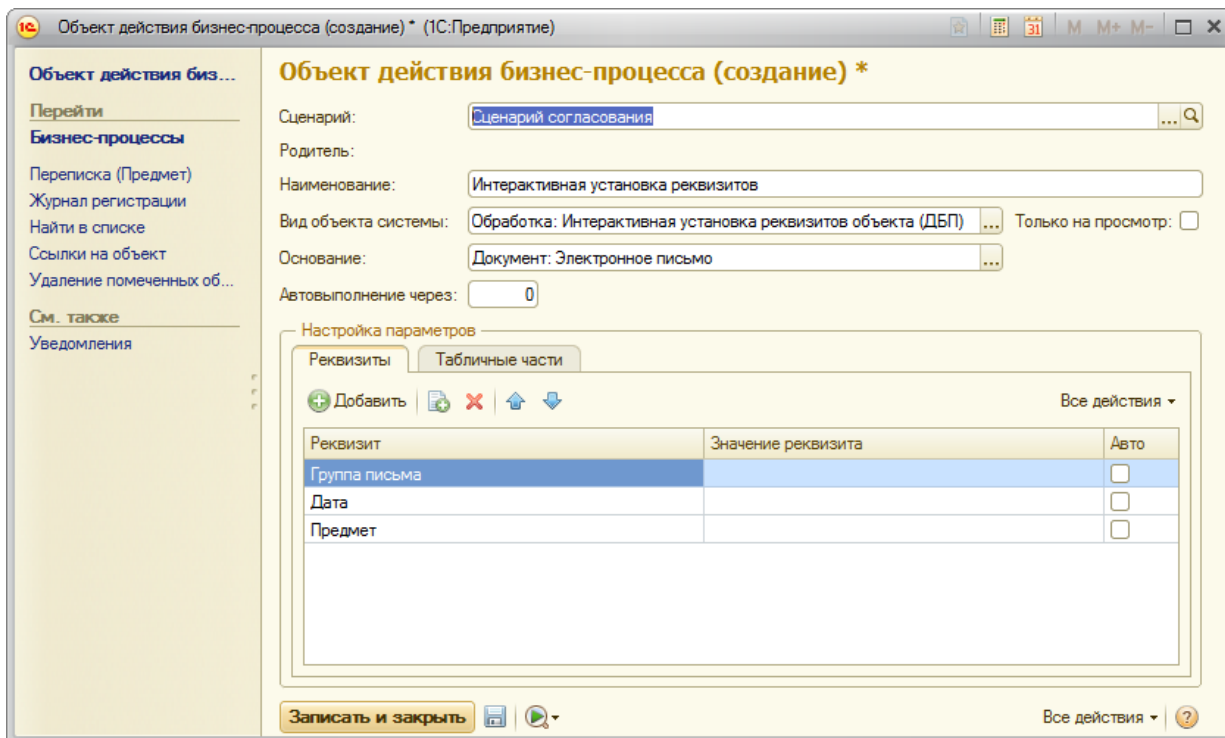 Объект действия бизнес-процесса (создание) * (1С:Предприятие)
31 M M+ M-
Объект действия биз...
Перейти
Бизнес-процессы
Переписка (Предмет)
Журнал регистрации
Найти в списке
Ссылки на объект
Удаление помеченных об...
См. также
Уведомления
Объект действия бизнес-процесса (создание) *
Сценарий: Сценарий согласования ...
Родитель:
Наименование: Интерактивная установка реквизитов
Вид объекта системы: Обработка: Интерактивная установка реквизитов объекта (ДБП) ... Только на просмотр:
Основание: Документ: Электронное письмо ...
Автовыполнение через: 0
Настройка параметров
Реквизиты Табличные части
Добавить Все действия
Реквизит Значение реквизита Авто
Группа письма
Дата
Предмет
Записать и закрыть Все действия ?